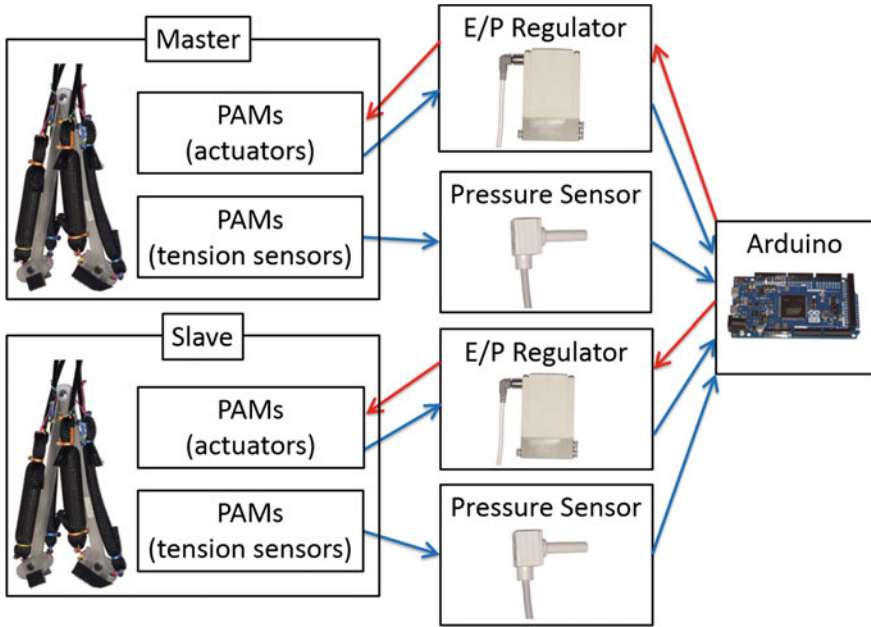 Master
PAMs
(actuators)
PAMs
(tension sensors)
E/P Regulator
Pressure Sensor
Arduino
Slave
PAMs
(actuators)
PAMs
(tension sensors)
E/P Regulator
Pressure Sensor